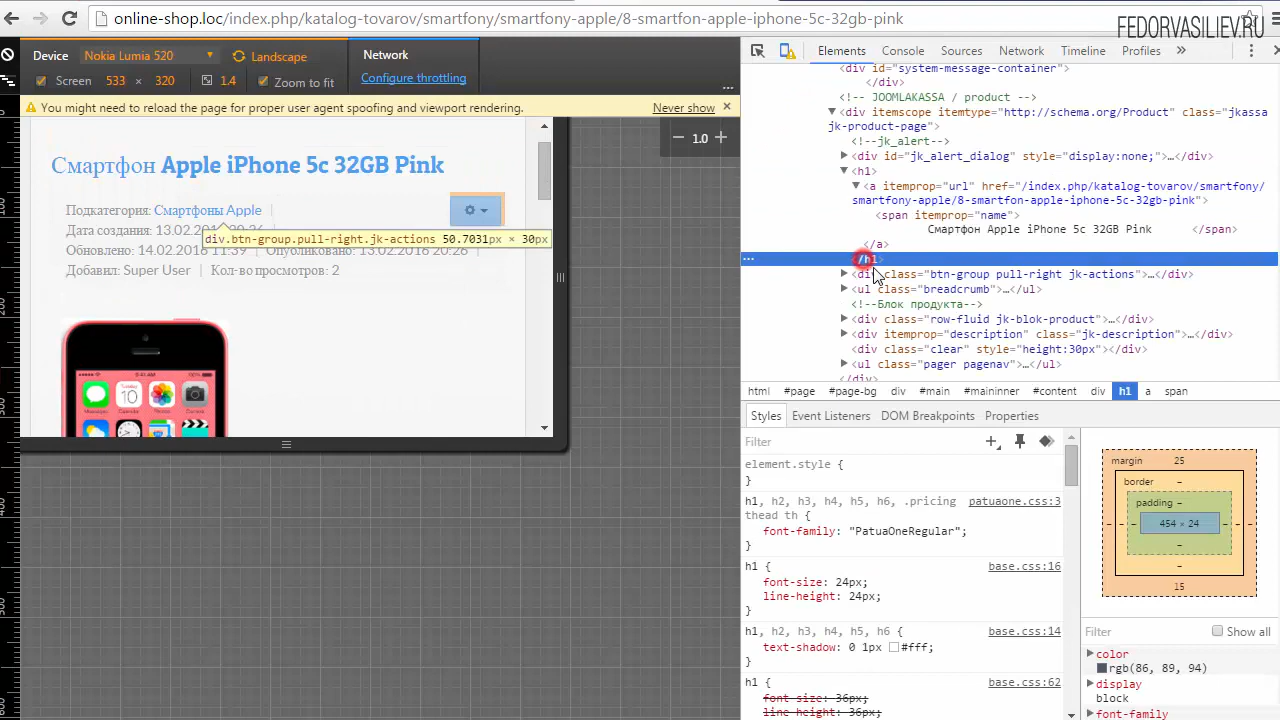 online-shop.loc/index.php/katalog-tovarov/smartfony/smartfony-apple/8-smartfon-apple-iphone-5c-32gb-pink
FEDORVASILIEV.RU
Device Nokia Lumia 520 Landscape
Screen 533 × 320 1.4 Zoom to fit
Network
Configure throttling
...
You might need to reload the page for proper user agent spoofing and viewport rendering. Never show ×
1.0
Смартфон Apple iPhone 5c 32GB Pink
Подкатегория: Смартфоны Apple |
Дата создания: 13.02.20
div.btn-group.pull-right.jk-actions 50.7031px × 30px
Обновлено: 14.02.2016 11:39 | Опубликовано: 13.02.2016 20:26 |
Добавил: Super User | Кол-во просмотров: 2
Elements Console Sources Network Timeline Profiles »
<div id="system-message-container">
</div>
<!-- JOOMLAKASSA / product -->
<div itemscope itemtype="http://schema.org/Product" class="jkassa
jk-product-page">
<!--jk_alert-->
<div id="jk_alert_dialog" style="display:none;">…</div>
<h1>
<a itemprop="url" href="/index.php/katalog-tovarov/smartfony/
smartfony-apple/8-smartfon-apple-iphone-5c-32gb-pink">
<span itemprop="name">
Смартфон Apple iPhone 5c 32GB Pink </span>
</a>
</h1>
<div class="btn-group pull-right jk-actions">…</div>
<ul class="breadcrumb">…</ul>
<!--Блок продукта-->
<div class="row-fluid jk-blok-product">…</div>
<div itemprop="description" class="jk-description">…</div>
<div class="clear" style="height:30px"></div>
<ul class="pager pagenav">…</ul>
</div>
html #page #page-bg div #main #maininner #content div h1 a span
Styles Event Listeners DOM Breakpoints Properties
Filter
element.style {
}
h1, h2, h3, h4, h5, h6, .pricing patuaone.css:3
thead th {
font-family: "PatuaOneRegular";
}
h1 { base.css:16
font-size: 24px;
line-height: 24px;
}
h1, h2, h3, h4, h5, h6 { base.css:14
text-shadow: 0 1px #fff;
}
h1 { base.css:62
font-size: 36px;
line-height: 36px;
margin 25
border –
padding –
– – – 454 × 24 – – –
–
–
15
Filter Show all
color
rgb(86, 89, 94)
display
block
font-family